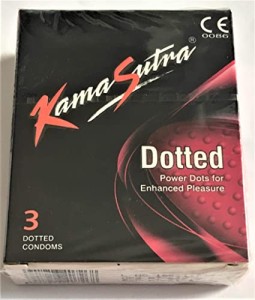 CE
0086
KamaSutra®
Dotted
Power Dots for
Enhanced Pleasure
3
DOTTED
CONDOMS